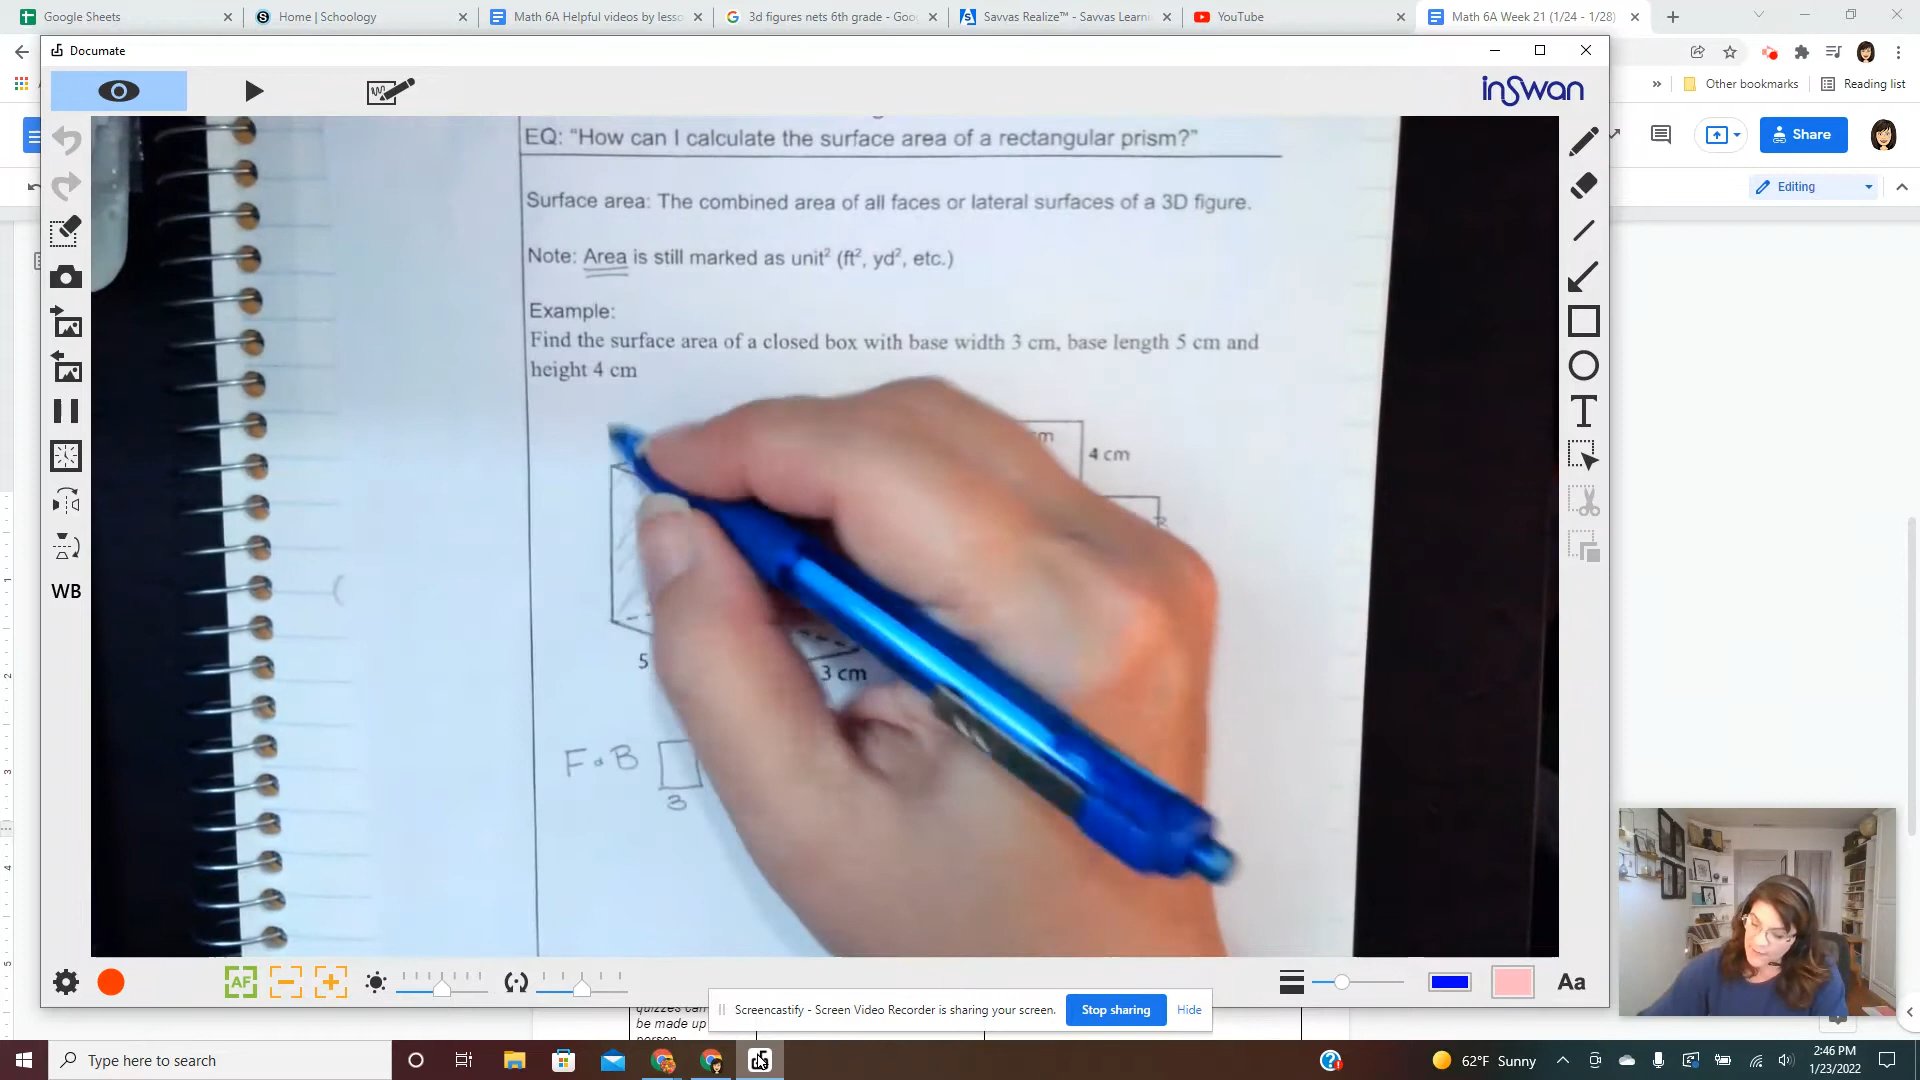 Google Sheets
Home | Schoology
Math 6A Helpful videos by lesso
3d figures nets 6th grade - Goo
Savvas Realize™ - Savvas Learni
YouTube
Math 6A Week 21 (1/24 - 1/28)
Documate
Other bookmarks
Reading list
inSwan
Share
Editing
EQ: “How can I calculate the surface area of a rectangular prism?”
Surface area: The combined area of all faces or lateral surfaces of a 3D figure.
Note: Area is still marked as unit² (ft², yd², etc.)
Example:
Find the surface area of a closed box with base width 3 cm, base length 5 cm and
height 4 cm
4 cm
5
3 cm
F & B
3
WB
T
AF
Aa
Screencastify - Screen Video Recorder is sharing your screen.
Stop sharing
Hide
be made up
Type here to search
62°F Sunny
2:46 PM
1/23/2022